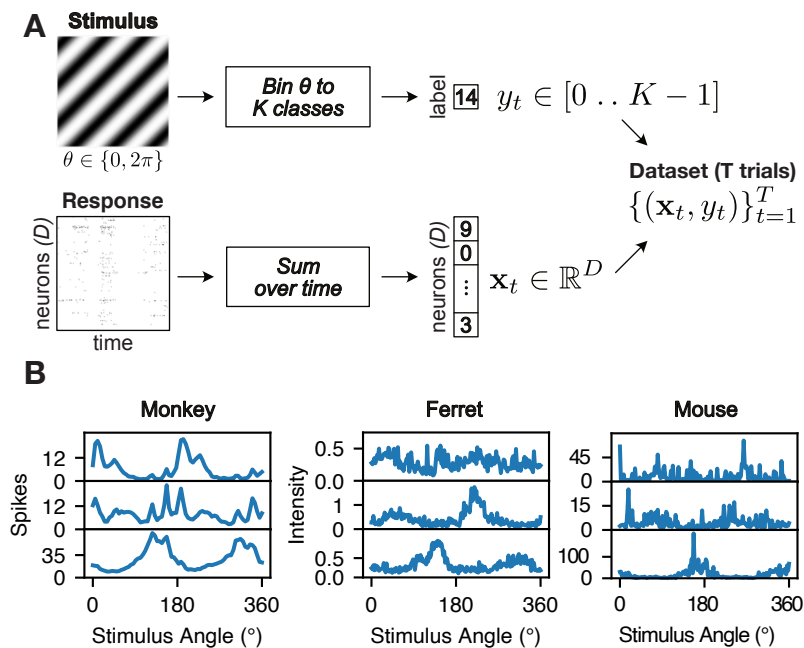 A
Stimulus
θ ∈ {0, 2π}
Bin θ to
K classes
label
14
y_t ∈ [0 . . K − 1]
Dataset (T trials)
{(x_t, y_t)}_{t=1}^T
Response
neurons (D)
time
Sum
over time
neurons (D)
9
0
⋮
3
x_t ∈ ℝ^D
B
Monkey
Spikes
12
0
12
0
35
0
0 180 360
Stimulus Angle (°)
Ferret
Intensity
0.5
0.0
1
0
0.5
0.0
0 180 360
Stimulus Angle (°)
Mouse
45
0
15
0
100
0
0 180 360
Stimulus Angle (°)